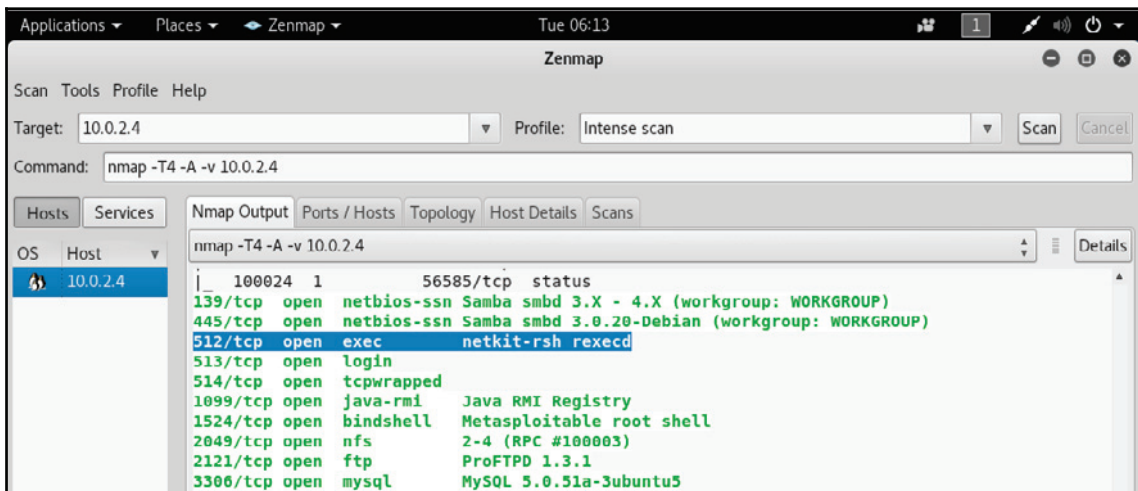 Applications Places Zenmap Tue 06:13 1
Zenmap
Scan Tools Profile Help
Target: 10.0.2.4 Profile: Intense scan Scan Cancel
Command: nmap -T4 -A -v 10.0.2.4
Hosts Services Nmap Output Ports / Hosts Topology Host Details Scans
OS Host nmap -T4 -A -v 10.0.2.4 Details
10.0.2.4
|_ 100024 1 56585/tcp status
139/tcp open netbios-ssn Samba smbd 3.X - 4.X (workgroup: WORKGROUP)
445/tcp open netbios-ssn Samba smbd 3.0.20-Debian (workgroup: WORKGROUP)
512/tcp open exec netkit-rsh rexecd
513/tcp open login
514/tcp open tcpwrapped
1099/tcp open java-rmi Java RMI Registry
1524/tcp open bindshell Metasploitable root shell
2049/tcp open nfs 2-4 (RPC #100003)
2121/tcp open ftp ProFTPD 1.3.1
3306/tcp open mysql MySQL 5.0.51a-3ubuntu5